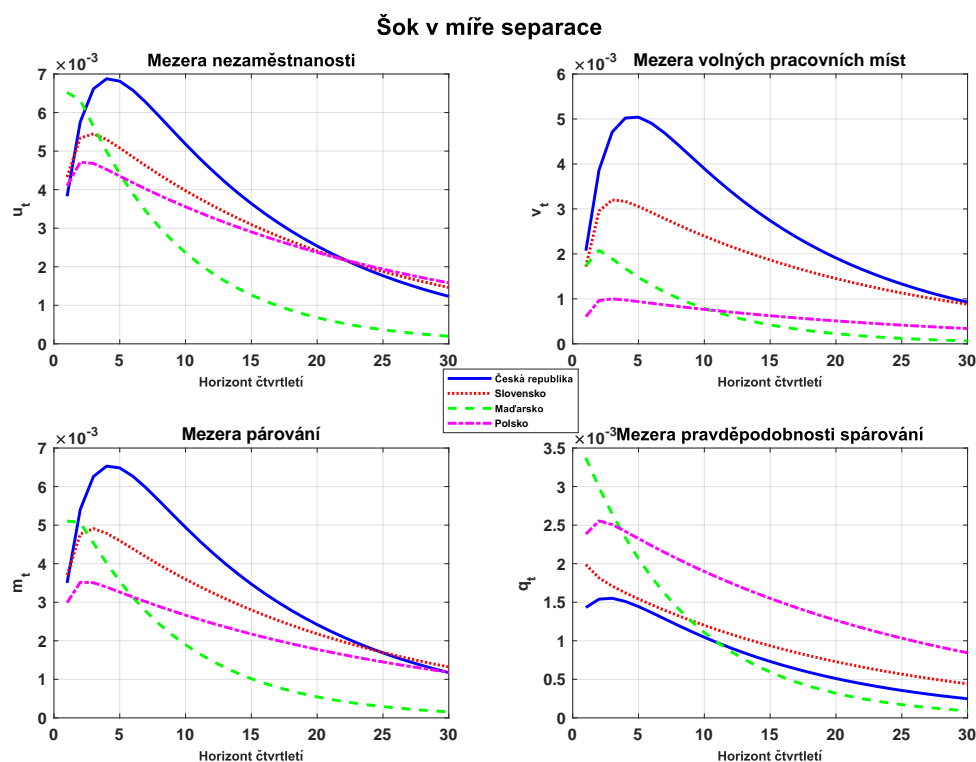 Šok v míře separace
Mezera nezaměstnanosti
×10-3
7
6
5
4
3
2
1
0
0 5 10 15 20 25 30
ut
Horizont čtvrtletí
Mezera volných pracovních míst
×10-3
6
5
4
3
2
1
0
0 5 10 15 20 25 30
vt
Horizont čtvrtletí
Česká republika
Slovensko
Maďarsko
Polsko
Mezera párování
×10-3
7
6
5
4
3
2
1
0
0 5 10 15 20 25 30
mt
Horizont čtvrtletí
Mezera pravděpodobnosti spárování
×10-3
3.5
3
2.5
2
1.5
1
0.5
0
0 5 10 15 20 25 30
qt
Horizont čtvrtletí